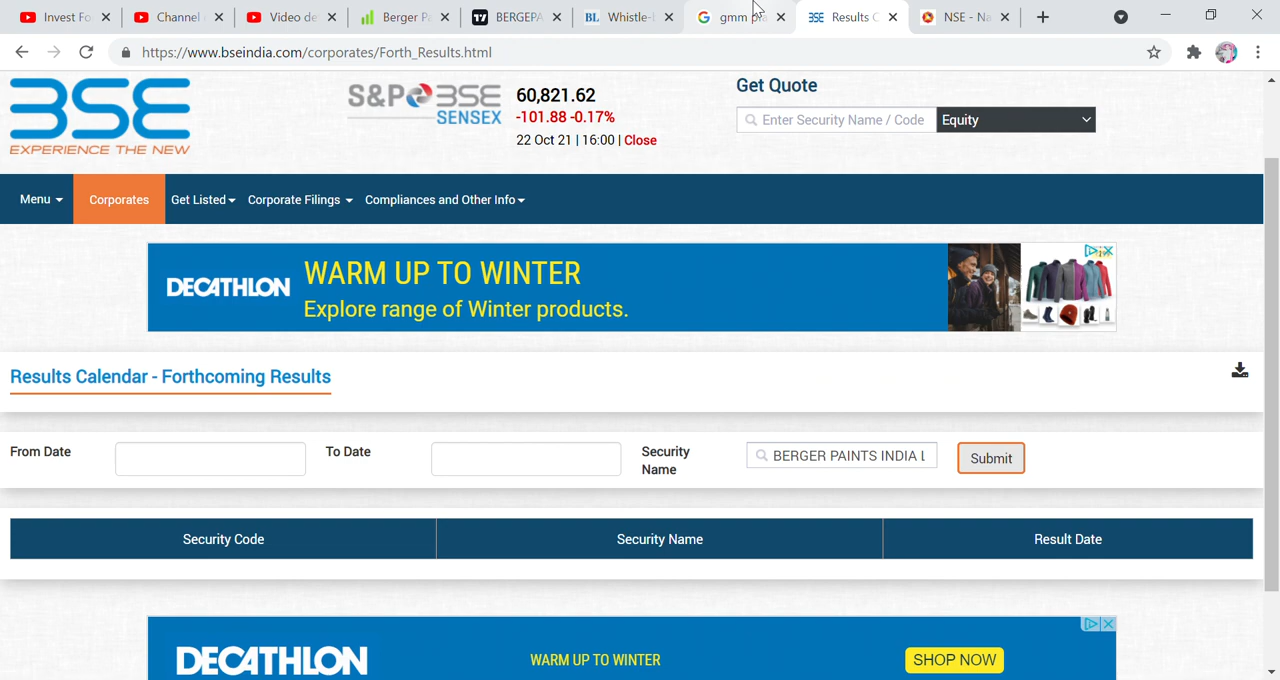 Invest Fo
Channel
Video de
Berger Pa
BERGEPA
BL Whistle-b
gmm pfa
Results C
NSE - Na
https://www.bseindia.com/corporates/Forth_Results.html
BSE
EXPERIENCE THE NEW
S&P BSE
SENSEX
60,821.62
-101.88 -0.17%
22 Oct 21 | 16:00 | Close
Get Quote
Enter Security Name / Code
Equity
Menu
Corporates
Get Listed
Corporate Filings
Compliances and Other Info
DECATHLON
WARM UP TO WINTER
Explore range of Winter products.
Results Calendar - Forthcoming Results
From Date
To Date
Security
Name
BERGER PAINTS INDIA L
Submit
Security Code
Security Name
Result Date
DECATHLON
WARM UP TO WINTER
SHOP NOW